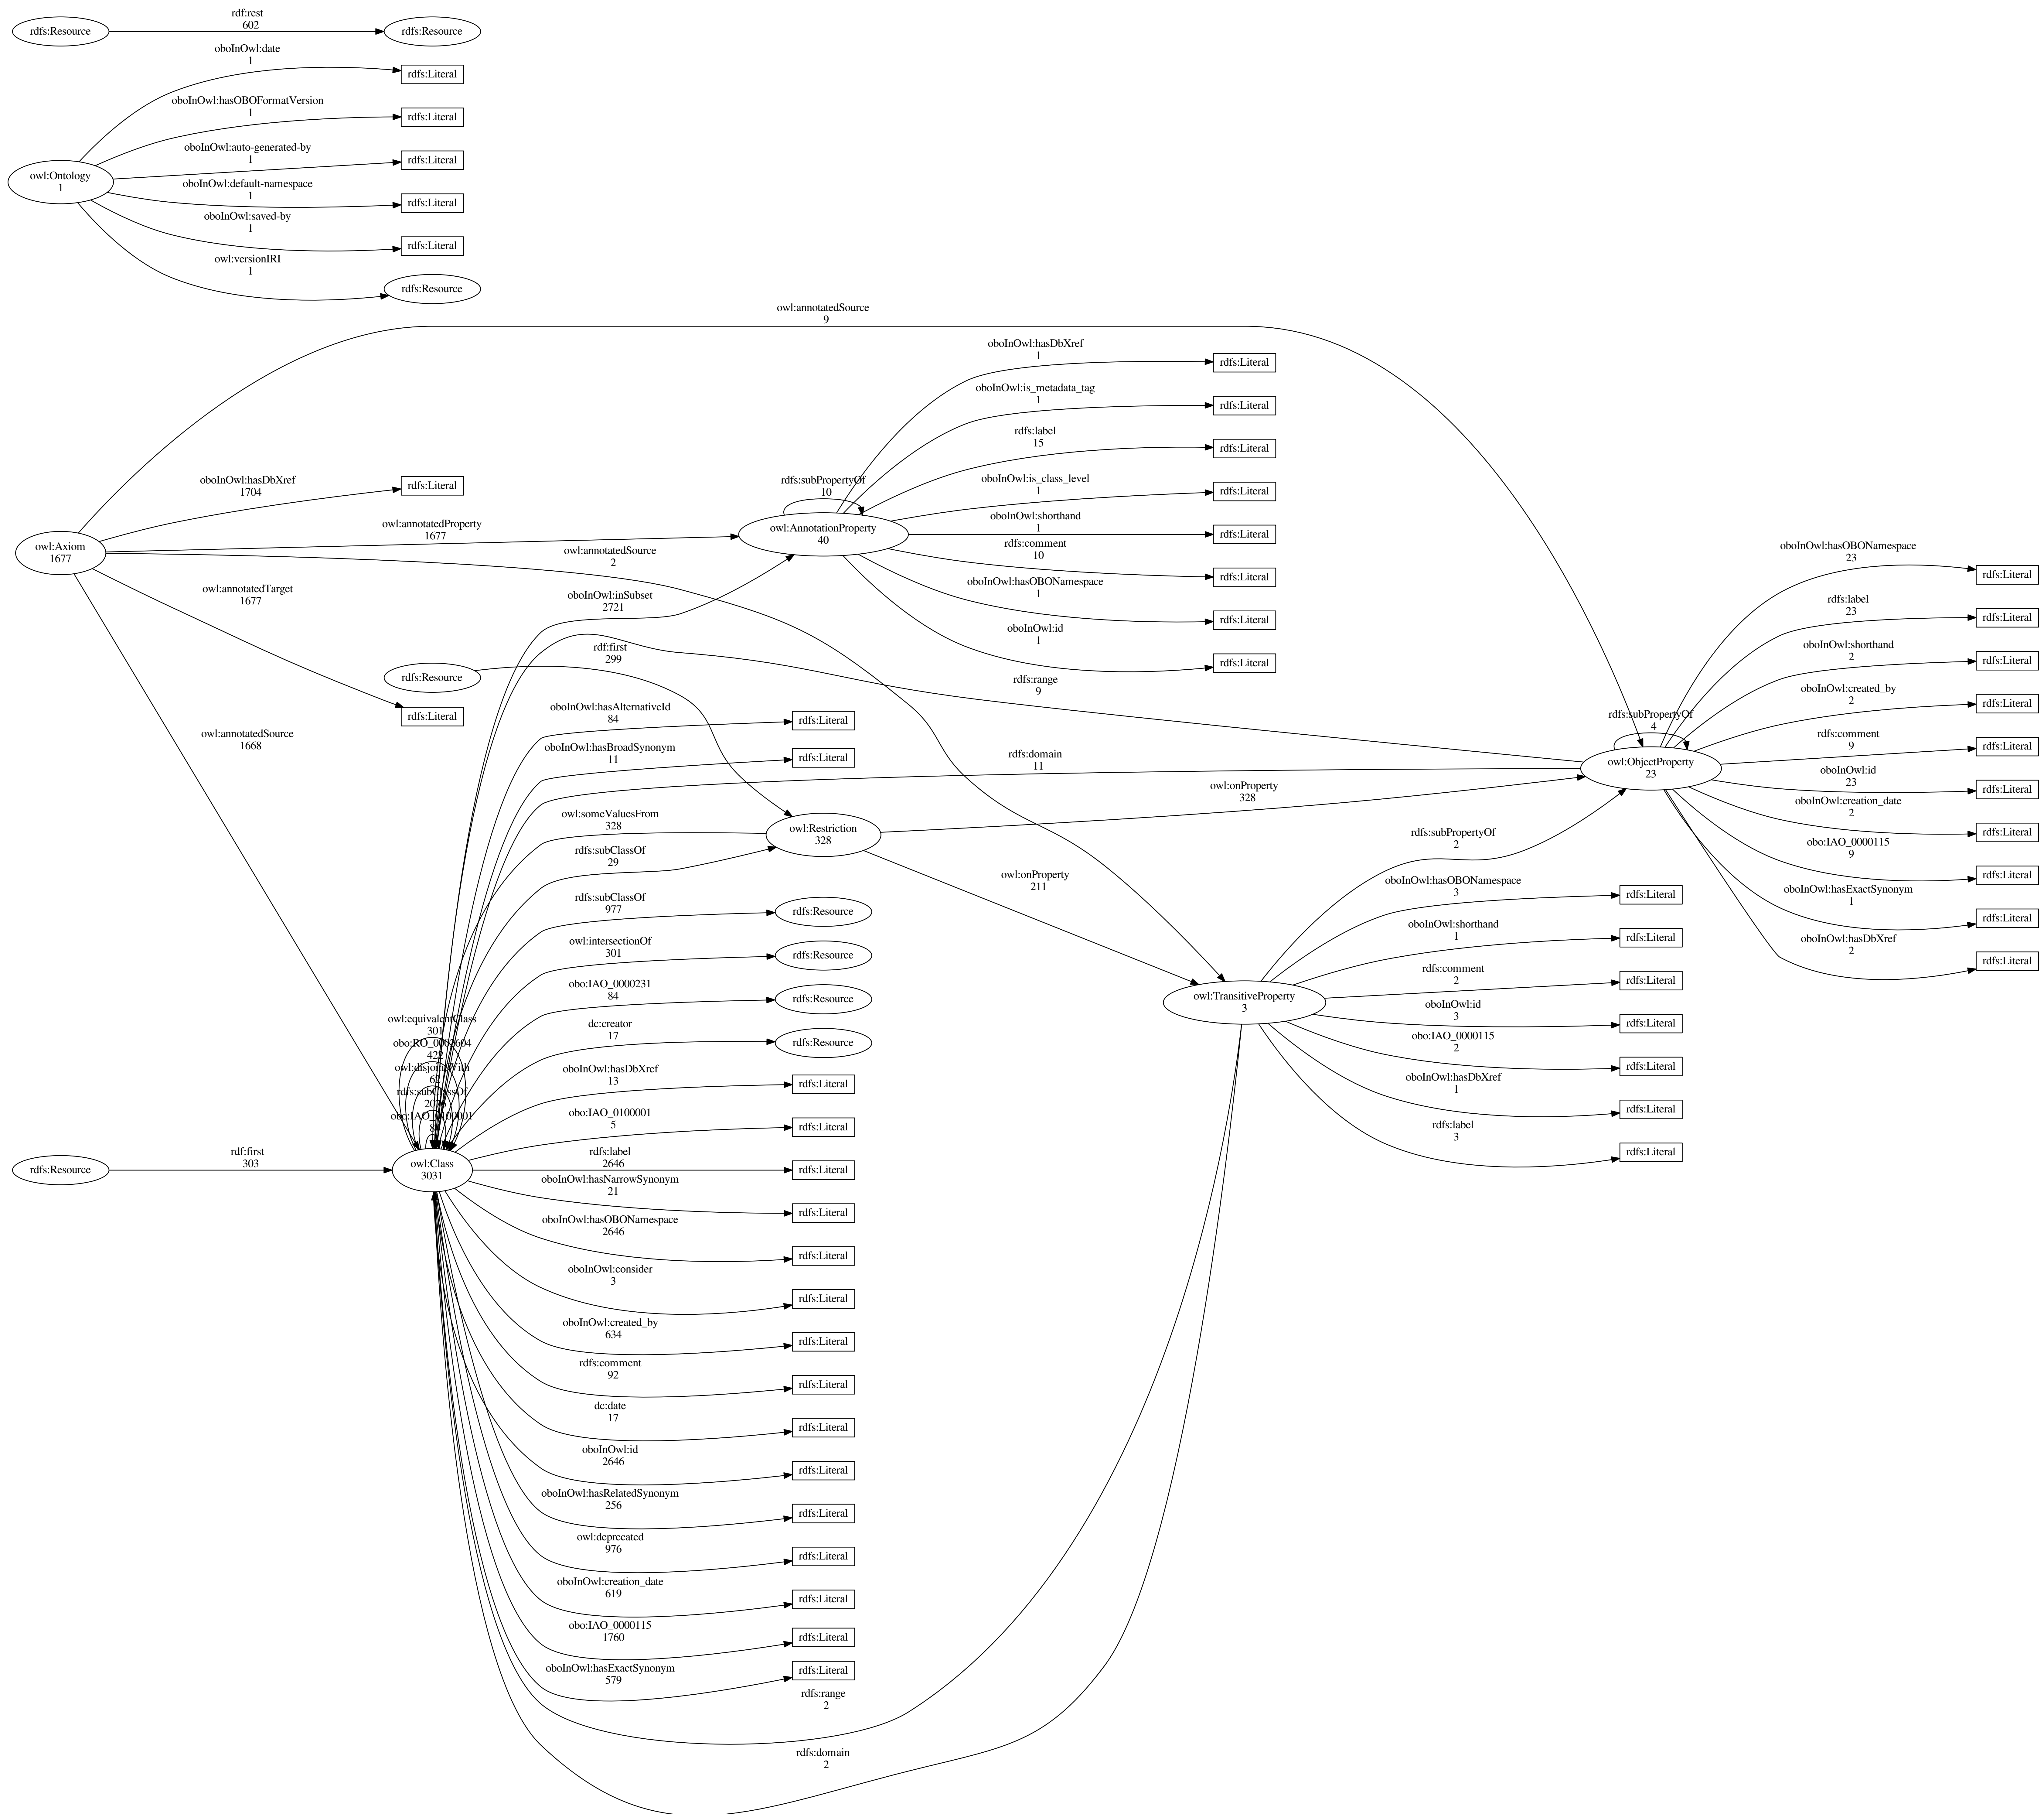 rdf:rest
602
rdfs:Resource
rdfs:Resource
oboInOwl:date
1
rdfs:Literal
oboInOwl:hasOBOFormatVersion
1
rdfs:Literal
oboInOwl:auto-generated-by
1
rdfs:Literal
owl:Ontology
1
oboInOwl:default-namespace
1
rdfs:Literal
oboInOwl:saved-by
1
rdfs:Literal
owl:versionIRI
1
rdfs:Resource
owl:annotatedSource
9
oboInOwl:hasDbXref
1704
rdfs:Literal
owl:annotatedProperty
1677
owl:Axiom
1677
owl:annotatedSource
2
owl:annotatedTarget
1677
rdfs:Literal
owl:annotatedSource
1668
oboInOwl:hasDbXref
1
rdfs:Literal
oboInOwl:is_metadata_tag
1
rdfs:Literal
rdfs:label
15
rdfs:Literal
rdfs:subPropertyOf
10
oboInOwl:is_class_level
1
rdfs:Literal
owl:AnnotationProperty
40
oboInOwl:shorthand
1
rdfs:Literal
rdfs:comment
10
rdfs:Literal
oboInOwl:hasOBONamespace
1
rdfs:Literal
oboInOwl:id
1
rdfs:Literal
oboInOwl:inSubset
2721
rdf:first
299
rdfs:Resource
rdfs:range
9
oboInOwl:hasAlternativeId
84
rdfs:Literal
oboInOwl:hasBroadSynonym
11
rdfs:Literal
rdfs:domain
11
owl:onProperty
328
owl:someValuesFrom
328
owl:Restriction
328
rdfs:subClassOf
29
owl:onProperty
211
rdfs:subClassOf
977
rdfs:Resource
owl:intersectionOf
301
rdfs:Resource
obo:IAO_0000231
84
rdfs:Resource
dc:creator
17
rdfs:Resource
oboInOwl:hasDbXref
13
rdfs:Literal
obo:IAO_0100001
5
rdfs:Literal
rdfs:label
2646
rdfs:Literal
oboInOwl:hasNarrowSynonym
21
rdfs:Literal
oboInOwl:hasOBONamespace
2646
rdfs:Literal
oboInOwl:consider
3
rdfs:Literal
oboInOwl:created_by
634
rdfs:Literal
rdfs:comment
92
rdfs:Literal
dc:date
17
rdfs:Literal
oboInOwl:id
2646
rdfs:Literal
oboInOwl:hasRelatedSynonym
256
rdfs:Literal
owl:deprecated
976
rdfs:Literal
oboInOwl:creation_date
619
rdfs:Literal
obo:IAO_0000115
1760
rdfs:Literal
oboInOwl:hasExactSynonym
579
rdfs:Literal
rdfs:range
2
rdfs:domain
2
owl:equivalentClass
301
obo:RO_0002604
422
owl:disjointWith
62
rdfs:subClassOf
obo:IAO_0100001
rdfs:Resource
rdf:first
303
owl:Class
3031
oboInOwl:hasOBONamespace
23
rdfs:Literal
rdfs:label
23
rdfs:Literal
oboInOwl:shorthand
2
rdfs:Literal
oboInOwl:created_by
2
rdfs:Literal
rdfs:subPropertyOf
4
rdfs:comment
9
rdfs:Literal
owl:ObjectProperty
23
oboInOwl:id
23
rdfs:Literal
oboInOwl:creation_date
2
rdfs:Literal
obo:IAO_0000115
9
rdfs:Literal
oboInOwl:hasExactSynonym
1
rdfs:Literal
oboInOwl:hasDbXref
2
rdfs:Literal
rdfs:subPropertyOf
2
oboInOwl:hasOBONamespace
3
rdfs:Literal
oboInOwl:shorthand
1
rdfs:Literal
rdfs:comment
2
rdfs:Literal
owl:TransitiveProperty
3
oboInOwl:id
3
rdfs:Literal
obo:IAO_0000115
2
rdfs:Literal
oboInOwl:hasDbXref
1
rdfs:Literal
rdfs:label
3
rdfs:Literal